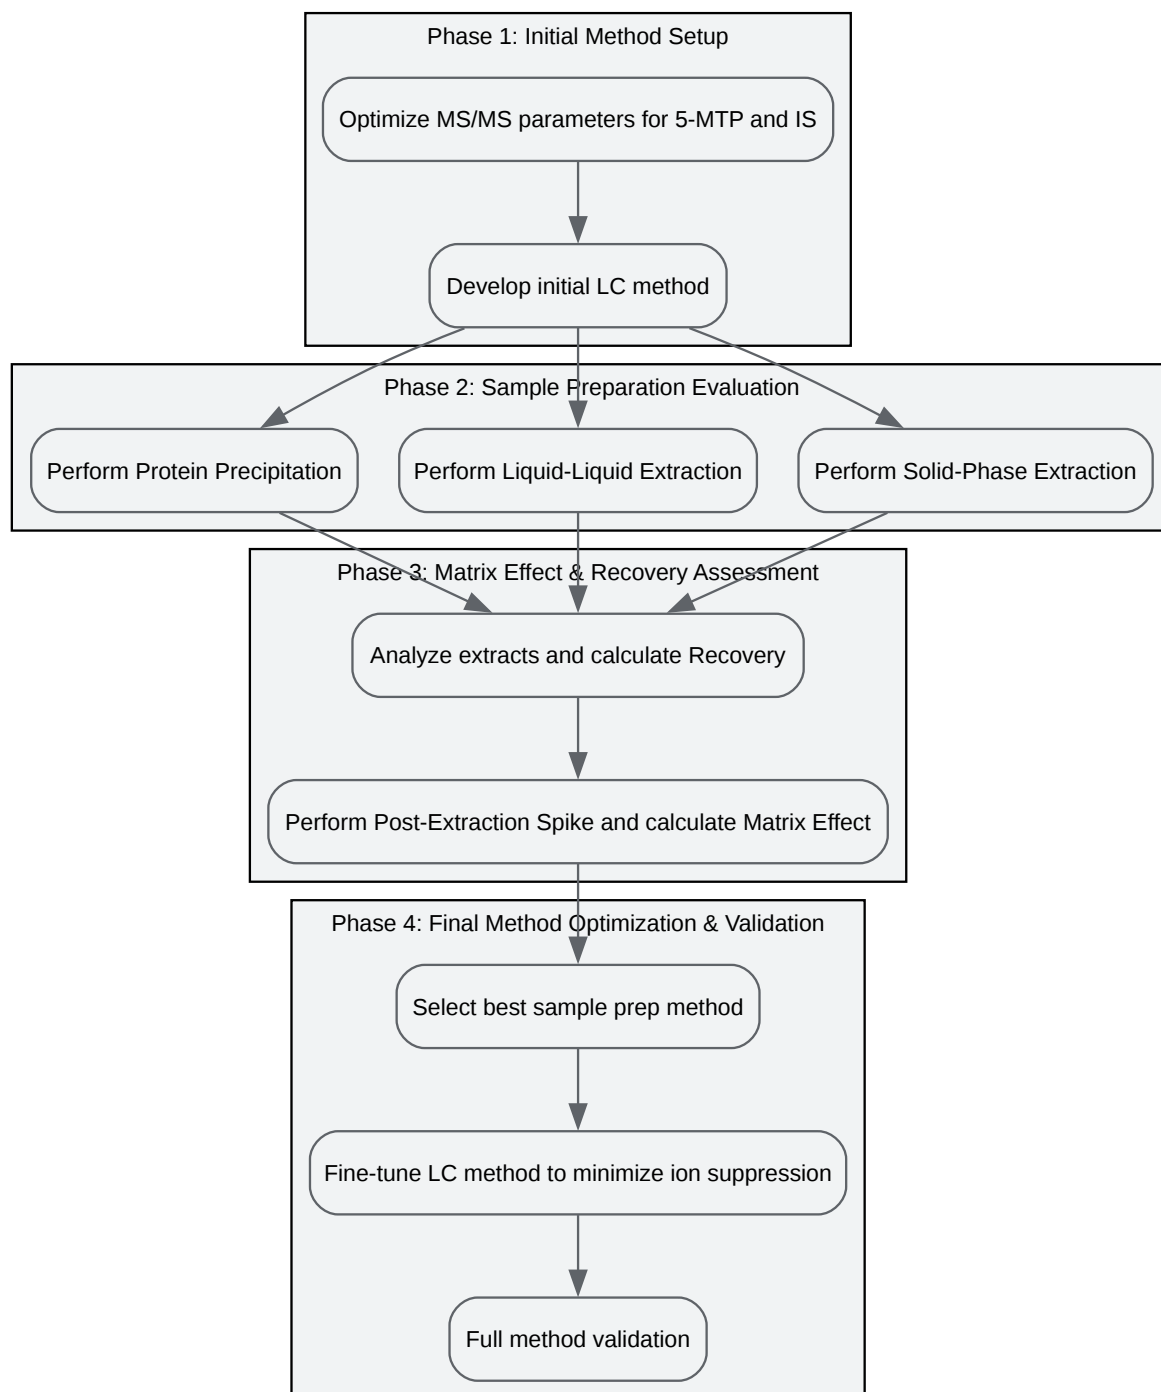 Phase 1: Initial Method Setup
Optimize MS/MS parameters for 5-MTP and IS
Develop initial LC method
Phase 2: Sample Preparation Evaluation
Perform Protein Precipitation
Perform Liquid-Liquid Extraction
Perform Solid-Phase Extraction
Phase 3: Matrix Effect & Recovery Assessment
Analyze extracts and calculate Recovery
Perform Post-Extraction Spike and calculate Matrix Effect
Phase 4: Final Method Optimization & Validation
Select best sample prep method
Fine-tune LC method to minimize ion suppression
Full method validation